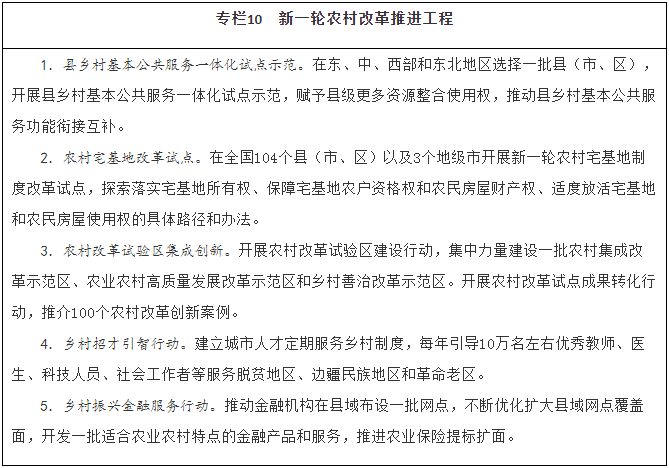 专栏10　新一轮农村改革推进工程
1. 县乡村基本公共服务一体化试点示范。在东、中、西部和东北地区选择一批县（市、区），
开展县乡村基本公共服务一体化试点示范，赋予县级更多资源整合使用权，推动县乡村基本公共服
务功能衔接互补。
2. 农村宅基地改革试点。在全国104个县（市、区）以及3个地级市开展新一轮农村宅基地制
度改革试点，探索落实宅基地所有权、保障宅基地农户资格权和农民房屋财产权、适度放活宅基地
和农民房屋使用权的具体路径和办法。
3. 农村改革试验区集成创新。开展农村改革试验区建设行动，集中力量建设一批农村集成改
革示范区、农业农村高质量发展改革示范区和乡村善治改革示范区。开展农村改革试点成果转化行
动，推介100个农村改革创新案例。
4. 乡村招才引智行动。建立城市人才定期服务乡村制度，每年引导10万名左右优秀教师、医
生、科技人员、社会工作者等服务脱贫地区、边疆民族地区和革命老区。
5. 乡村振兴金融服务行动。推动金融机构在县域布设一批网点，不断优化扩大县域网点覆盖
面，开发一批适合农业农村特点的金融产品和服务，推进农业保险提标扩面。